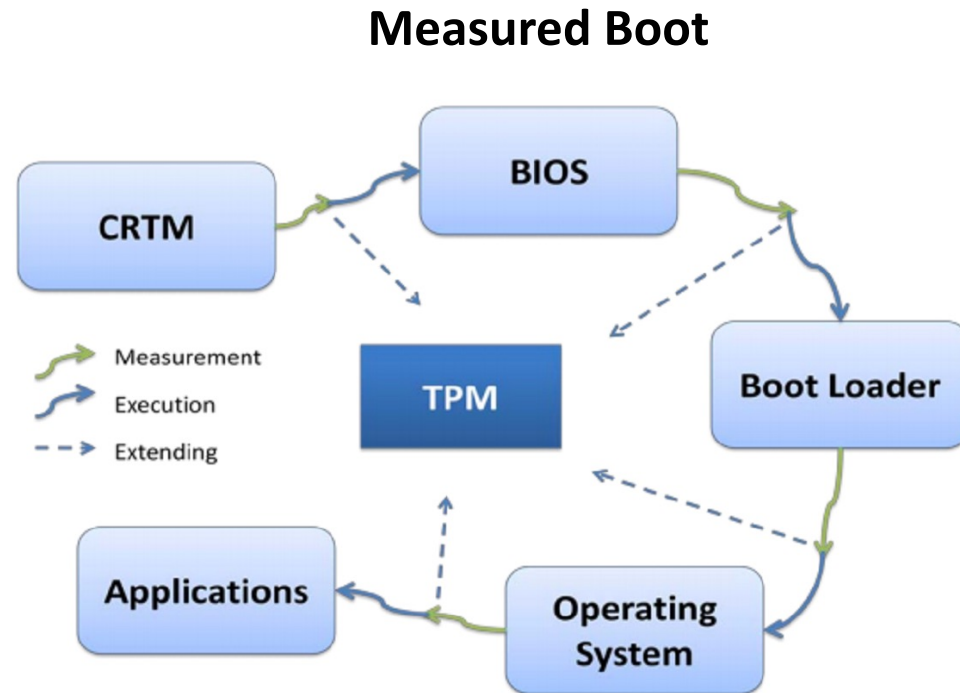 Measured Boot
BIOS
CRTM
Measurement
Execution
Extending
TPM
Boot Loader
Applications
Operating
System